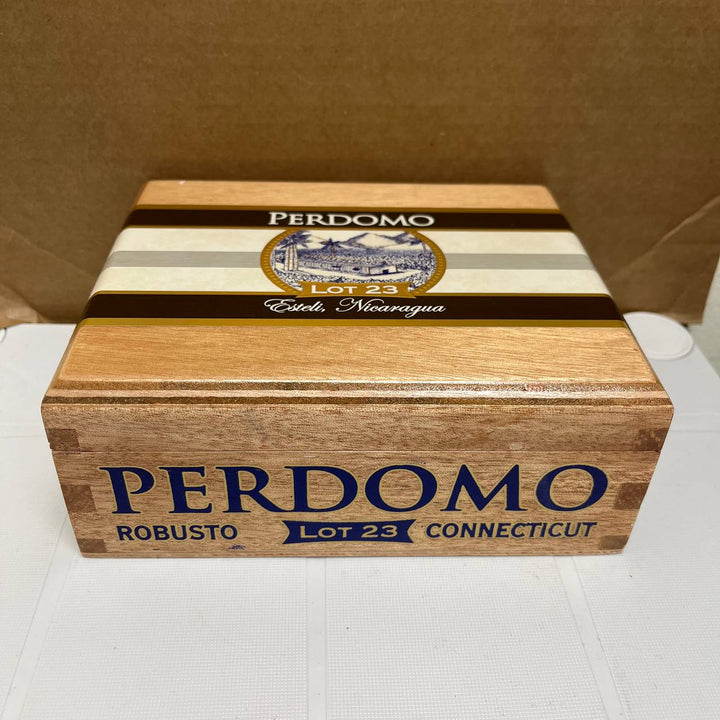 PERDOMO
LOT 23
Esteli, Nicaragua
PERDOMO
ROBUSTO LOT 23 CONNECTICUT